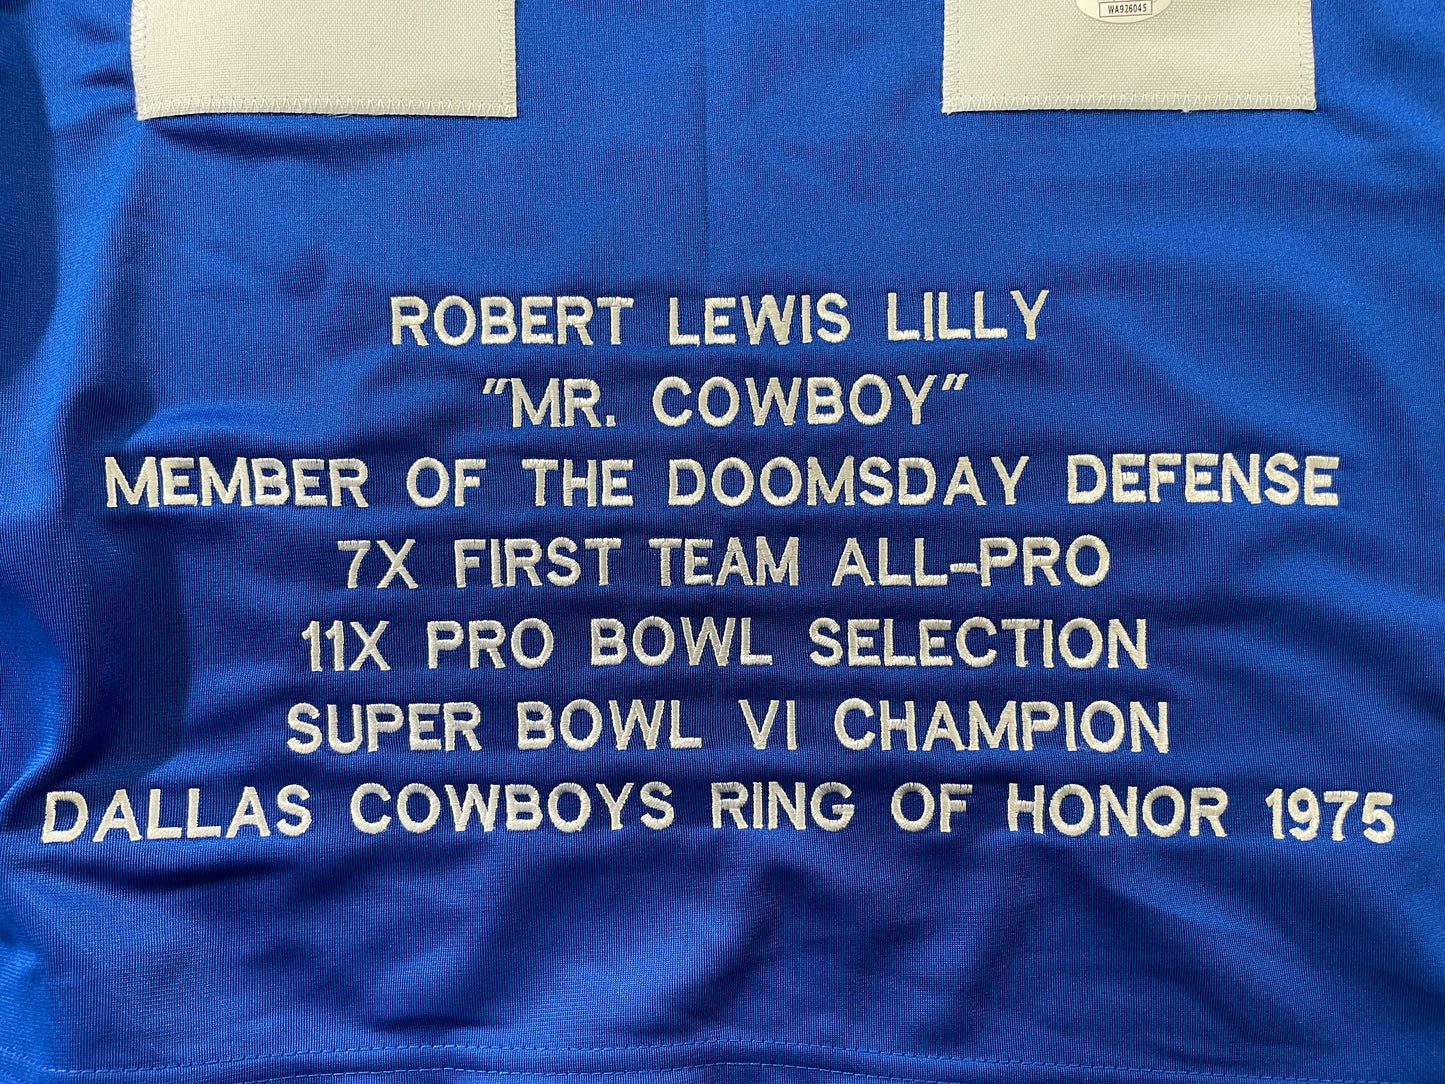 WA926045
ROBERT LEWIS LILLY
"MR. COWBOY"
MEMBER OF THE DOOMSDAY DEFENSE
7X FIRST TEAM ALL-PRO
11X PRO BOWL SELECTION
SUPER BOWL VI CHAMPION
DALLAS COWBOYS RING OF HONOR 1975